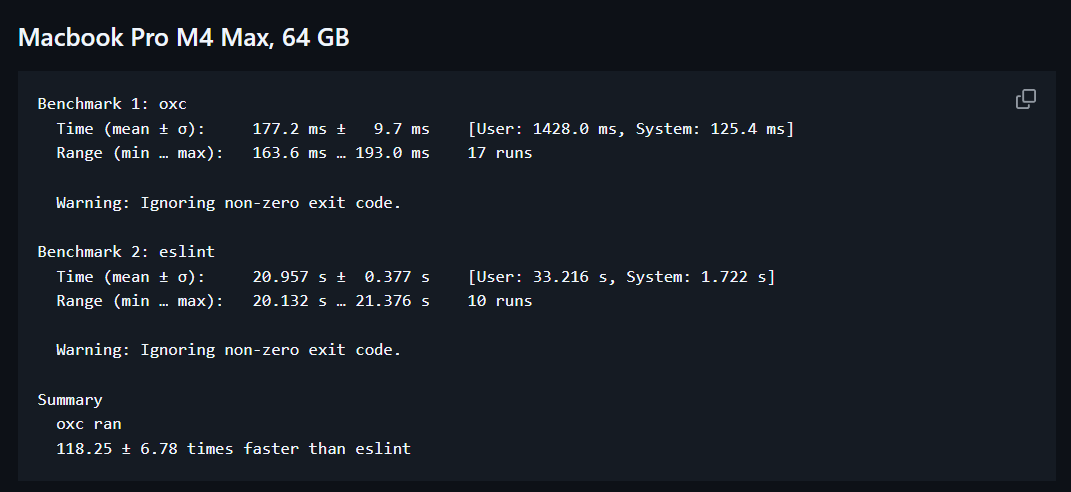 Macbook Pro M4 Max, 64 GB
Benchmark 1: oxc
  Time (mean ± σ):     177.2 ms ±   9.7 ms    [User: 1428.0 ms, System: 125.4 ms]
  Range (min … max):   163.6 ms … 193.0 ms    17 runs
  Warning: Ignoring non-zero exit code.
Benchmark 2: eslint
  Time (mean ± σ):     20.957 s ±  0.377 s    [User: 33.216 s, System: 1.722 s]
  Range (min … max):   20.132 s … 21.376 s    10 runs
  Warning: Ignoring non-zero exit code.
Summary
  oxc ran
  118.25 ± 6.78 times faster than eslint